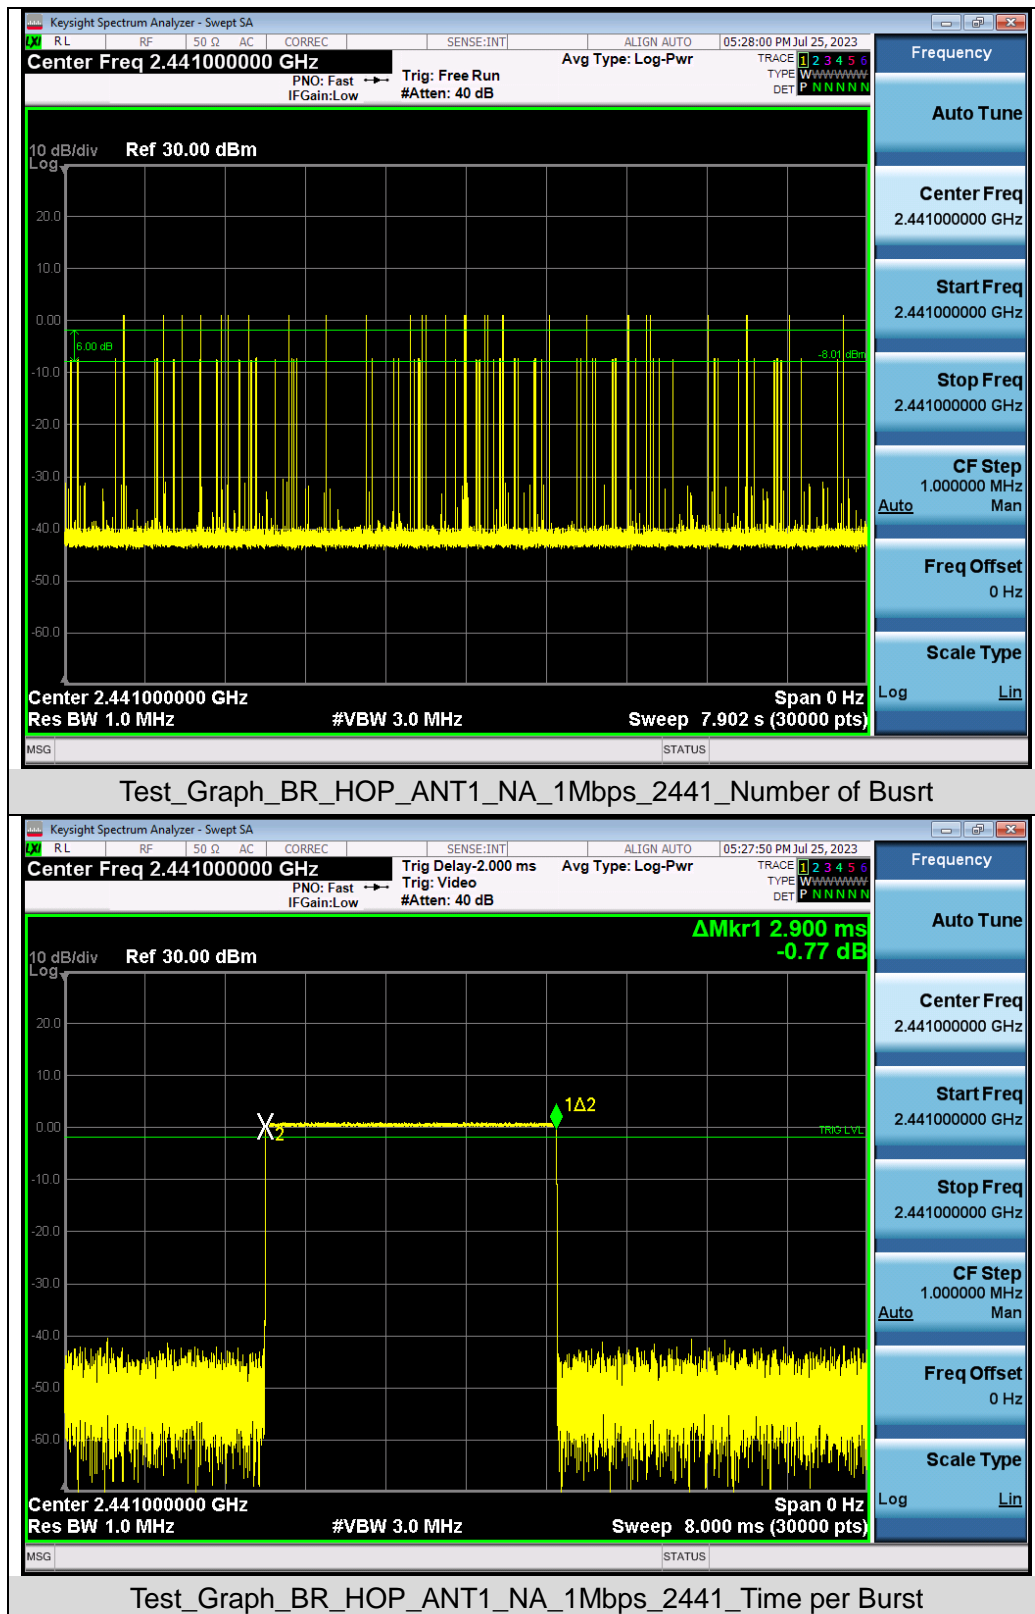 Keysight Spectrum Analyzer - Swept SA
LXI RL RF 50 Ω AC CORREC SENSE:INT ALIGN AUTO 05:28:00 PM Jul 25, 2023
Center Freq 2.441000000 GHz
PNO: Fast
IFGain:Low
Trig: Free Run
#Atten: 40 dB
Avg Type: Log-Pwr
TRACE 1 2 3 4 5 6
TYPE WWWWWW
DET P N N N N N
10 dB/div
Log
Ref 30.00 dBm
20.0
10.0
0.00
6.00 dB
-8.01 dBm
-10.0
-20.0
-30.0
-40.0
-50.0
-60.0
Center 2.441000000 GHz
Span 0 Hz
Res BW 1.0 MHz
#VBW 3.0 MHz
Sweep 7.902 s (30000 pts)
MSG
STATUS
Frequency
Auto Tune
Center Freq
2.441000000 GHz
Start Freq
2.441000000 GHz
Stop Freq
2.441000000 GHz
CF Step
1.000000 MHz
Auto Man
Freq Offset
0 Hz
Scale Type
Log Lin
Test_Graph_BR_HOP_ANT1_NA_1Mbps_2441_Number of Busrt
Keysight Spectrum Analyzer - Swept SA
LXI RL RF 50 Ω AC CORREC SENSE:INT ALIGN AUTO 05:27:50 PM Jul 25, 2023
Center Freq 2.441000000 GHz
PNO: Fast
IFGain:Low
Trig Delay-2.000 ms
Trig: Video
#Atten: 40 dB
Avg Type: Log-Pwr
TRACE 1 2 3 4 5 6
TYPE WWWWWW
DET P N N N N N
ΔMkr1 2.900 ms
-0.77 dB
10 dB/div
Log
Ref 30.00 dBm
20.0
10.0
1Δ2
0.00
2
TRIG LVL
-10.0
-20.0
-30.0
-40.0
-50.0
-60.0
Center 2.441000000 GHz
Span 0 Hz
Res BW 1.0 MHz
#VBW 3.0 MHz
Sweep 8.000 ms (30000 pts)
MSG
STATUS
Frequency
Auto Tune
Center Freq
2.441000000 GHz
Start Freq
2.441000000 GHz
Stop Freq
2.441000000 GHz
CF Step
1.000000 MHz
Auto Man
Freq Offset
0 Hz
Scale Type
Log Lin
Test_Graph_BR_HOP_ANT1_NA_1Mbps_2441_Time per Burst